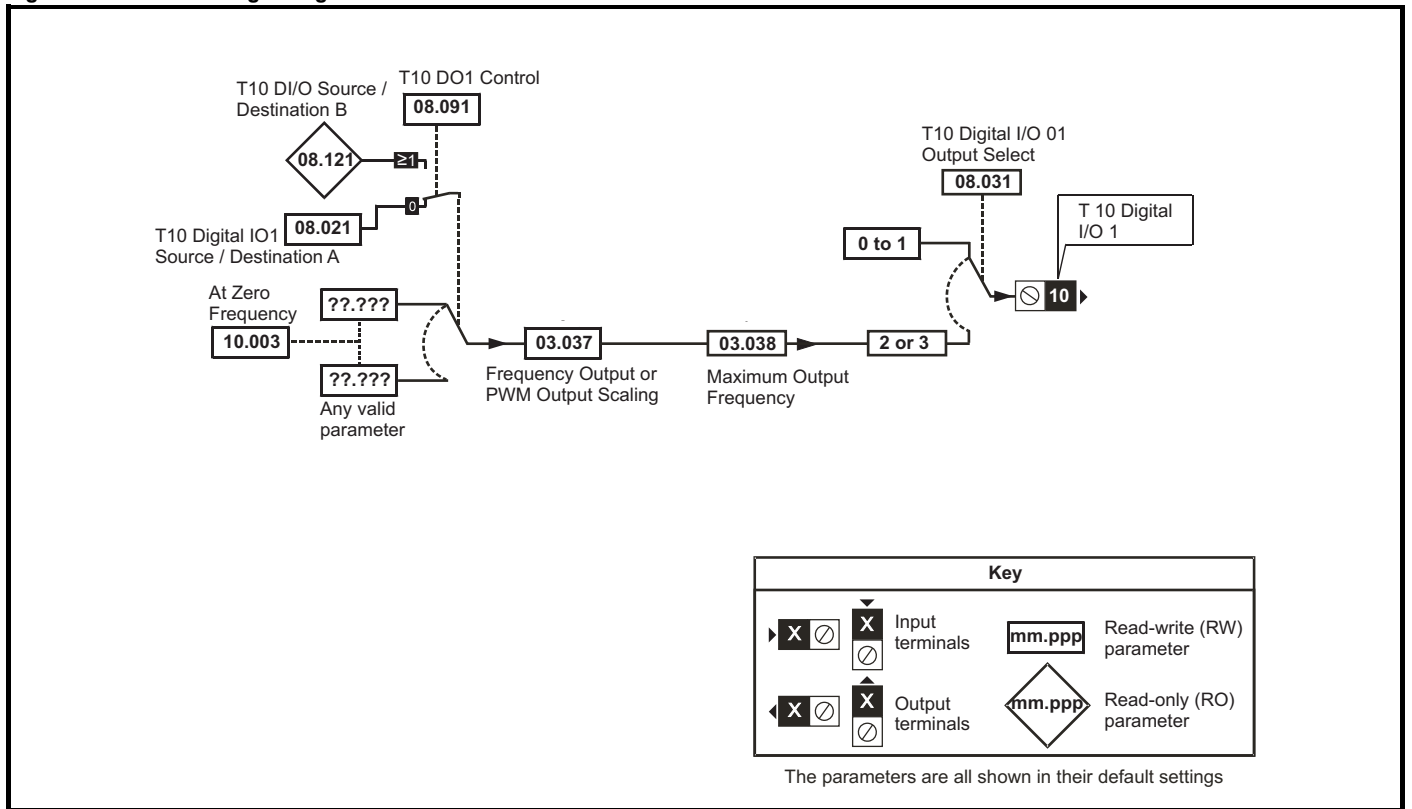 T10 DI/O Source /
Destination B
T10 DO1 Control
08.091
08.121
≥1
0
T10 Digital IO1
Source / Destination A
08.021
At Zero
Frequency
10.003
??.???
??.???
Any valid
parameter
03.037
Frequency Output or
PWM Output Scaling
03.038
Maximum Output
Frequency
T10 Digital I/O 01
Output Select
08.031
0 to 1
2 or 3
T 10 Digital
I/O 1
10
Key
X
X
Input
terminals
mm.ppp
Read-write (RW)
parameter
X
X
Output
terminals
mm.ppp
Read-only (RO)
parameter
The parameters are all shown in their default settings